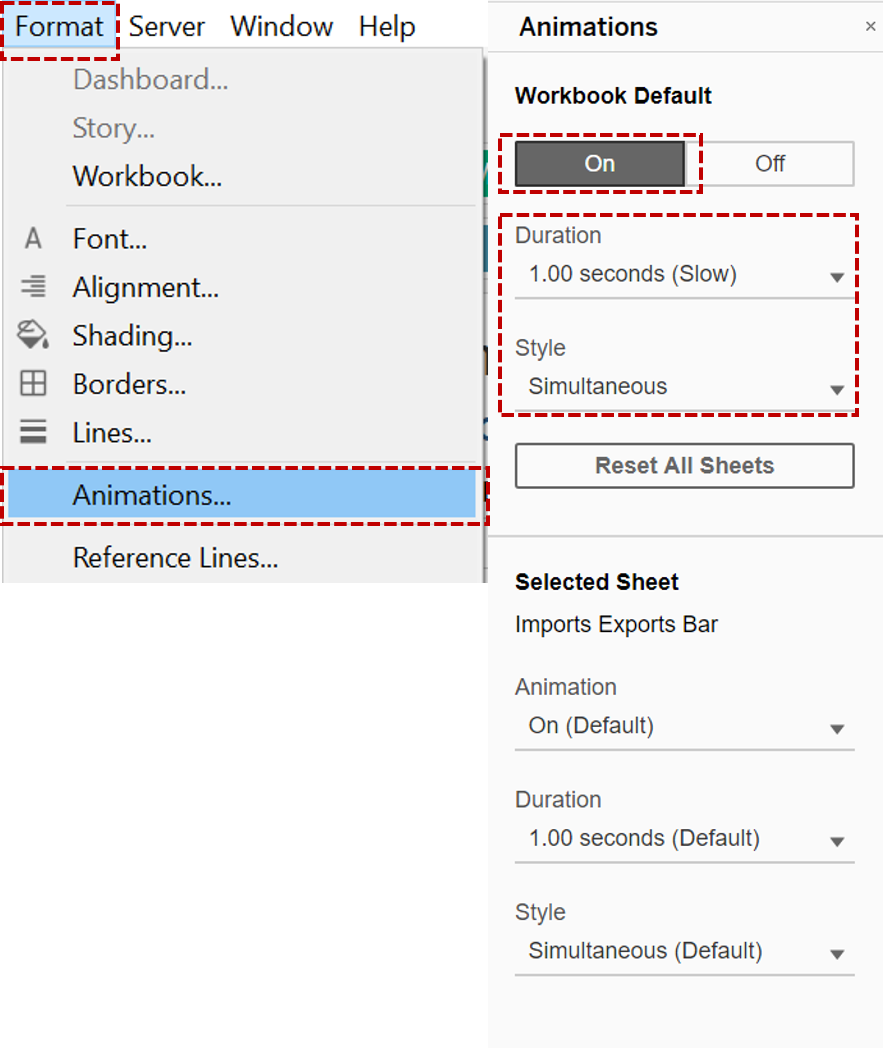 Format Server Window Help
Dashboard...
Story...
Workbook...
A Font...
Alignment...
Shading...
Borders...
Lines...
Animations...
Reference Lines...
Animations ×
Workbook Default
On Off
Duration
1.00 seconds (Slow)
Style
Simultaneous
Reset All Sheets
Selected Sheet
Imports Exports Bar
Animation
On (Default)
Duration
1.00 seconds (Default)
Style
Simultaneous (Default)